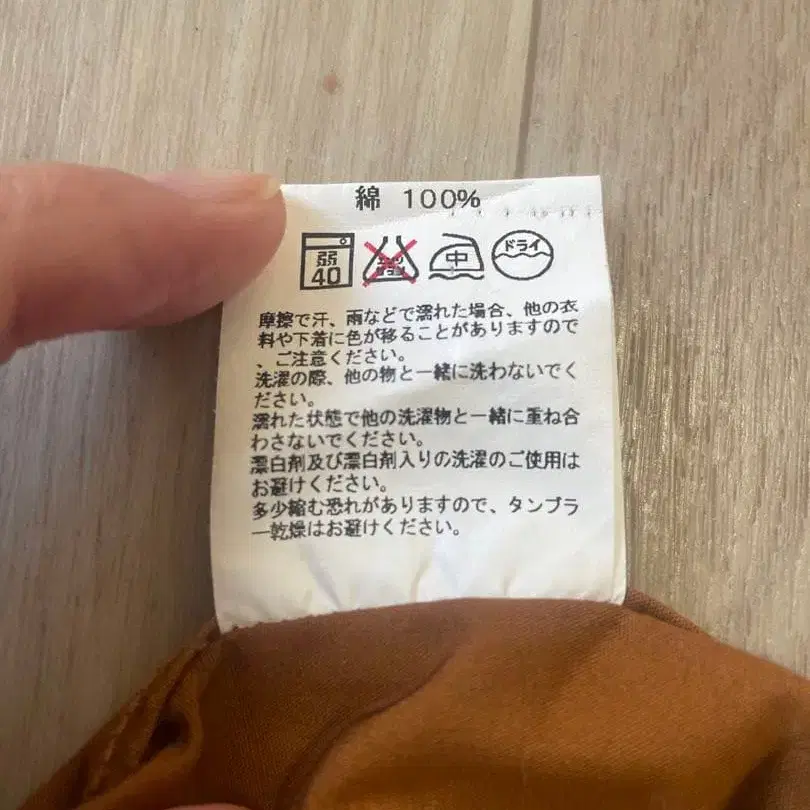 綿 100%
弱 エンソ 中 ドライ
40 サラシ
摩擦で汗、雨などで濡れた場合、他の衣
料や下着に色が移ることがありますので
、ご注意ください。
洗濯の際、他の物と一緒に洗わないでく
ださい。
濡れた状態で他の洗濯物と一緒に重ね合
わさないでください。
漂白剤及び漂白剤入りの洗濯のご使用は
お避けください。
多少縮む恐れがありますので、タンブラ
ー乾燥はお避けください。